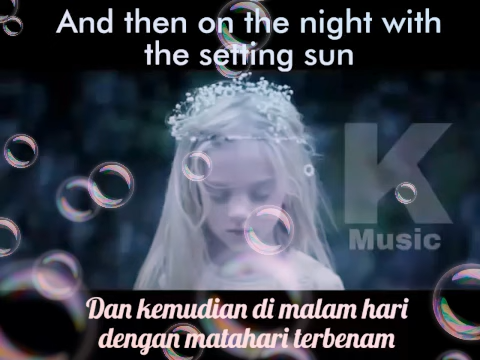 And then on the night with
the setting sun
K
Music
Dan kemudian di malam hari
dengan matahari terbenam